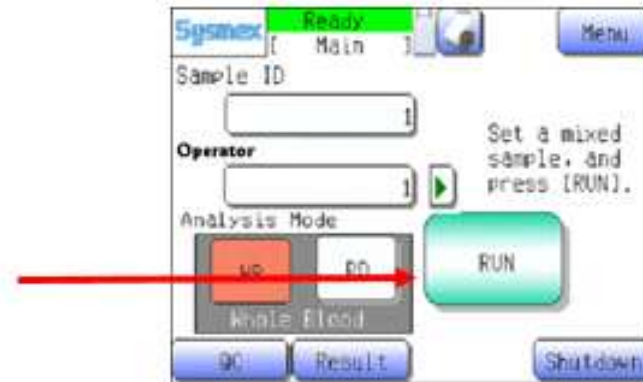 Sysmex
Ready
[ Main ]
Menu
Sample ID
1
Operator
1
Set a mixed
sample, and
press [RUN].
Analysis Mode
WB
PD
RUN
Whole Blood
QC
Result
Shutdown